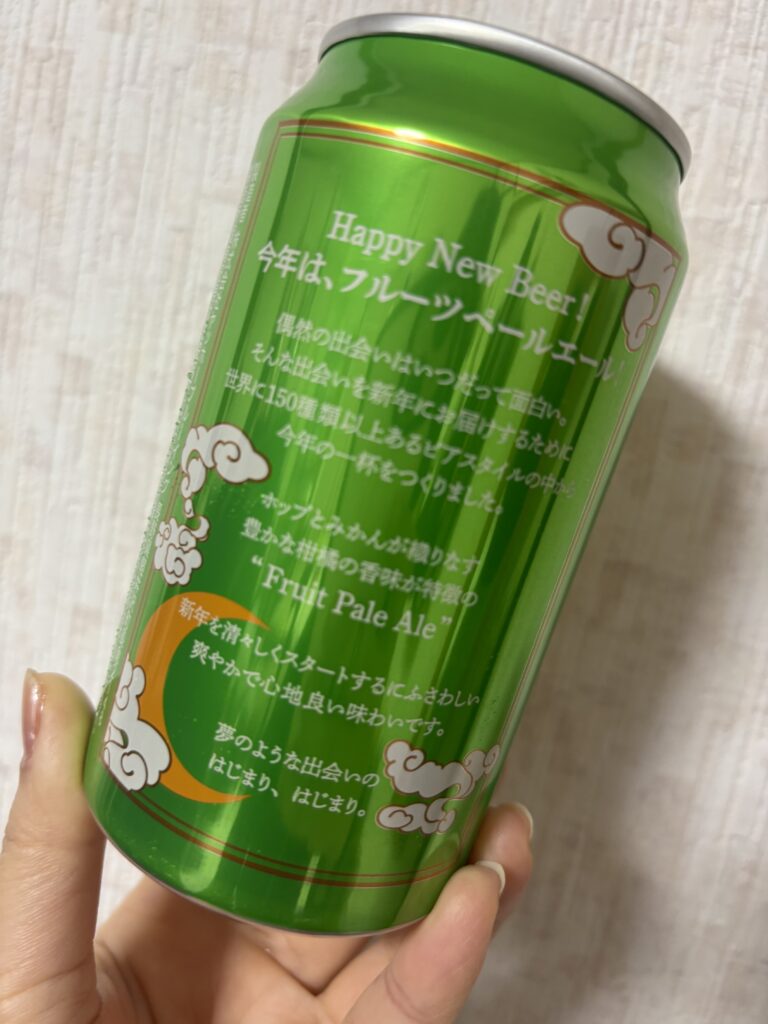 Happy New Beer!
今年は、フルーツペールエール!
偶然の出会いはいつだって面白い。
そんな出会いを新年にお届けするために
世界に150種類以上あるビアスタイルの中から
今年の一杯をつくりました。
ホップとみかんが織りなす
豊かな柑橘の香味が特徴の
“Fruit Pale Ale”
新年を清々しくスタートするにふさわしい
爽やかで心地良い味わいです。
夢のような出会いの
はじまり、はじまり。